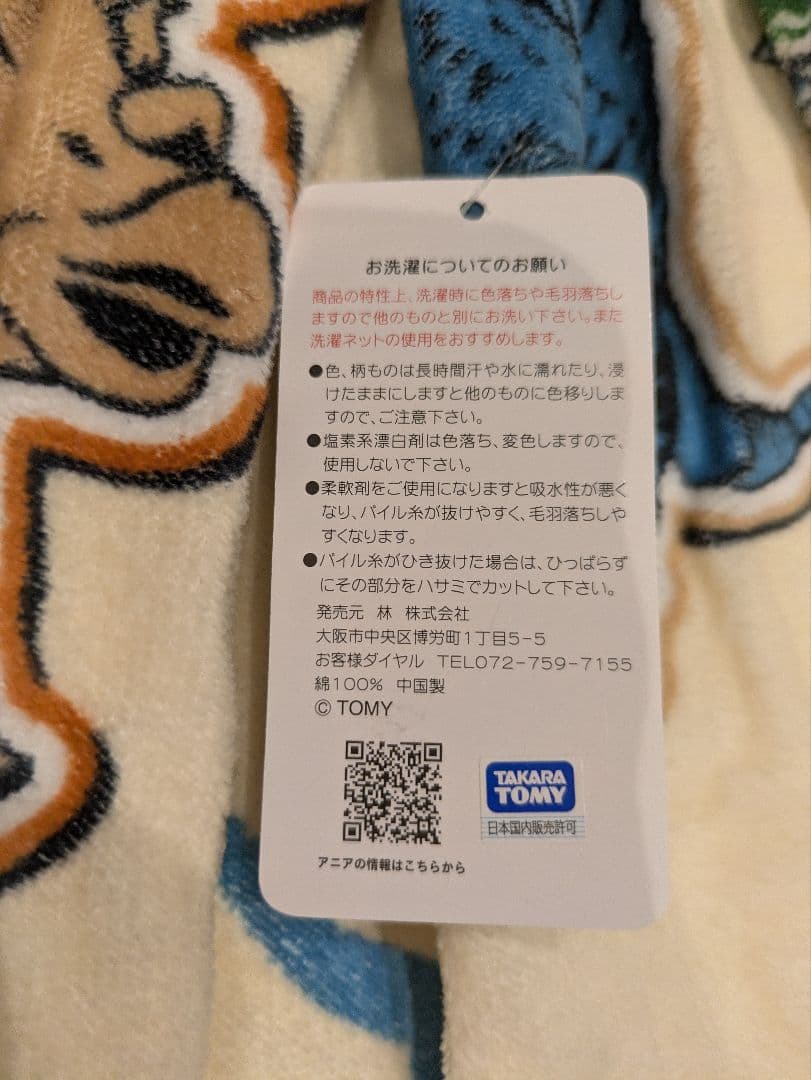 お洗濯についてのお願い
商品の特性上、洗濯時に色落ちや毛羽落ちし
ますので他のものと別にお洗い下さい。また
洗濯ネットの使用をおすすめします。
●色、柄ものは長時間汗や水に濡れたり、浸
けたままにしますと他のものに色移りしま
すので、ご注意下さい。
●塩素系漂白剤は色落ち、変色しますので、
使用しないで下さい。
●柔軟剤をご使用になりますと吸水性が悪く
なり、パイル糸が抜けやすく、毛羽落ちしや
すくなります。
●パイル糸がひき抜けた場合は、ひっぱらず
にその部分をハサミでカットして下さい。
発売元 林 株式会社
大阪市中央区博労町1丁目5-5
お客様ダイヤル TEL072-759-7155
綿100% 中国製
© TOMY
TAKARA
TOMY
日本国内販売許可
アニアの情報はこちらから